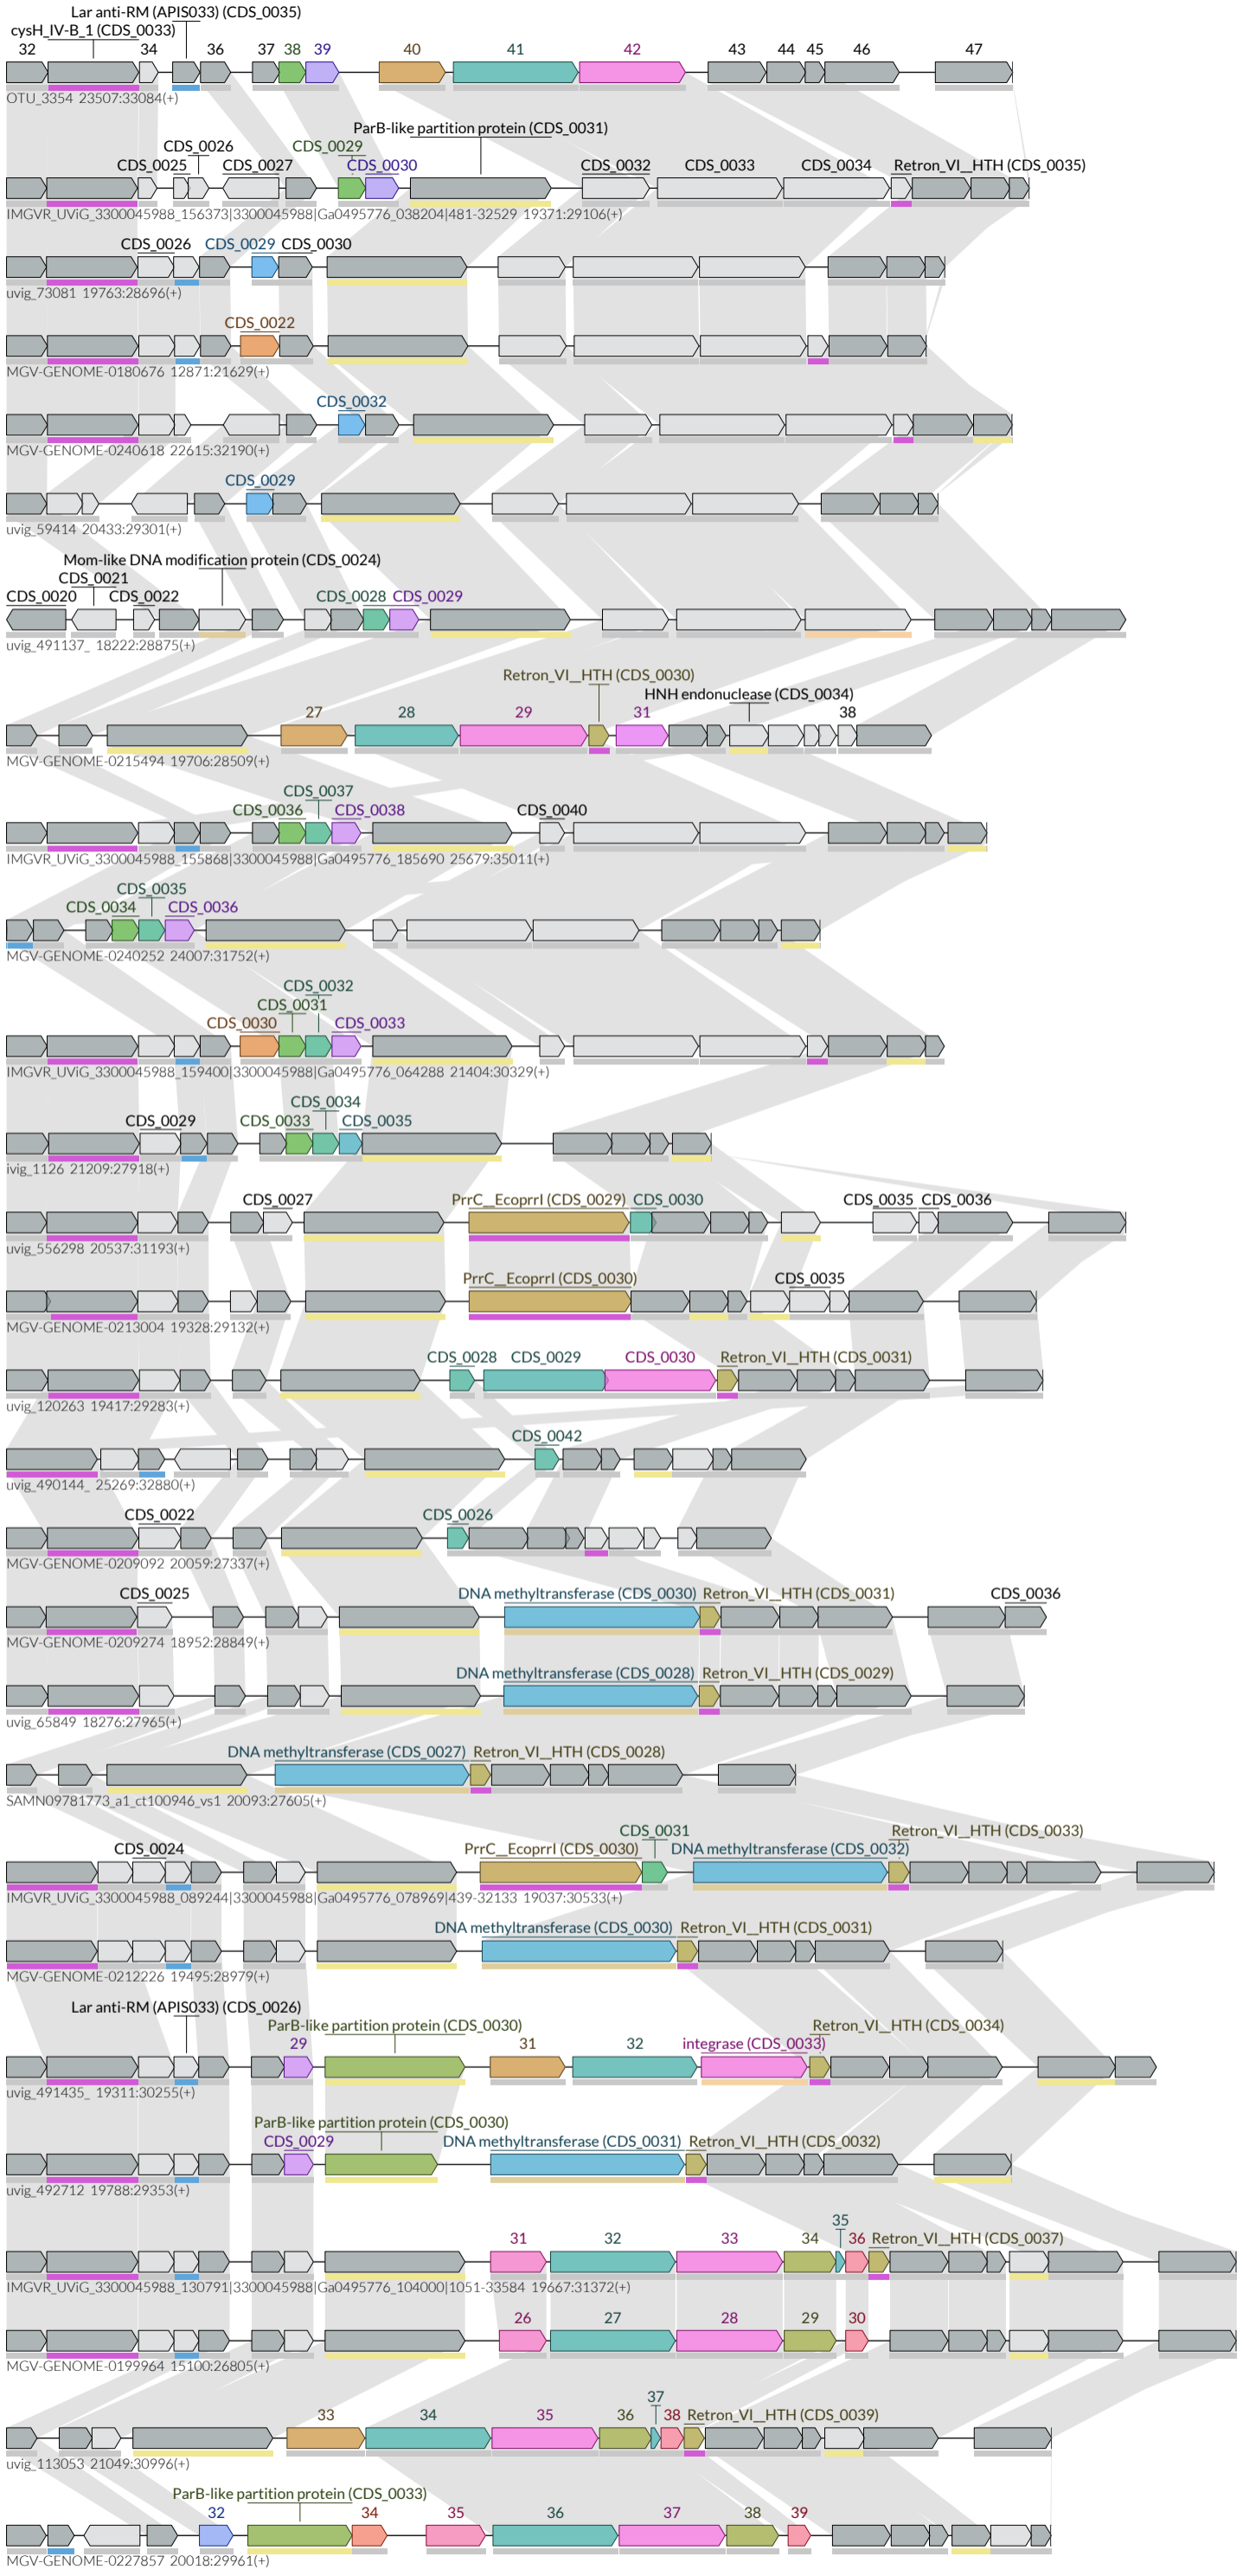 Lar anti-RM (APIS033) (CDS_0035)
cysH_IV-B_1 (CDS_0033)
32 34 36 37 38 39 40 41 42 43 44 45 46 47
OTU_3354 23507:33084(+)
ParB-like partition protein (CDS_0031)
CDS_0026 CDS_0029
CDS_0025 CDS_0027 CDS_0030 CDS_0032 CDS_0033 CDS_0034 Retron_VI__HTH (CDS_0035)
IMGVR_UViG_3300045988_156373|3300045988|Ga0495776_038204|481-32529 19371:29106(+)
CDS_0026 CDS_0029 CDS_0030
uvig_73081 19763:28696(+)
CDS_0022
MGV-GENOME-0180676 12871:21629(+)
CDS_0032
MGV-GENOME-0240618 22615:32190(+)
CDS_0029
uvig_59414 20433:29301(+)
Mom-like DNA modification protein (CDS_0024)
CDS_0021
CDS_0020 CDS_0022 CDS_0028 CDS_0029
uvig_491137_ 18222:28875(+)
Retron_VI__HTH (CDS_0030)
HNH endonuclease (CDS_0034)
27 28 29 31 38
MGV-GENOME-0215494 19706:28509(+)
CDS_0037
CDS_0036 CDS_0038 CDS_0040
IMGVR_UViG_3300045988_155868|3300045988|Ga0495776_185690 25679:35011(+)
CDS_0035
CDS_0034 CDS_0036
MGV-GENOME-0240252 24007:31752(+)
CDS_0032
CDS_0031
CDS_0030 CDS_0033
IMGVR_UViG_3300045988_159400|3300045988|Ga0495776_064288 21404:30329(+)
CDS_0034
CDS_0029 CDS_0033 CDS_0035
ivig_1126 21209:27918(+)
CDS_0027 PrrC_EcoprrI (CDS_0029) CDS_0030 CDS_0035 CDS_0036
uvig_556298 20537:31193(+)
PrrC_EcoprrI (CDS_0030) CDS_0035
MGV-GENOME-0213004 19328:29132(+)
CDS_0028 CDS_0029 CDS_0030 Retron_VI__HTH (CDS_0031)
uvig_120263 19417:29283(+)
CDS_0042
uvig_490144_ 25269:32880(+)
CDS_0022 CDS_0026
MGV-GENOME-0209092 20059:27337(+)
CDS_0025 DNA methyltransferase (CDS_0030) Retron_VI__HTH (CDS_0031) CDS_0036
MGV-GENOME-0209274 18952:28849(+)
DNA methyltransferase (CDS_0028) Retron_VI__HTH (CDS_0029)
uvig_65849 18276:27965(+)
DNA methyltransferase (CDS_0027) Retron_VI__HTH (CDS_0028)
SAMN09781773_a1_ct100946_vs1 20093:27605(+)
CDS_0031 Retron_VI__HTH (CDS_0033)
CDS_0024 PrrC_EcoprrI (CDS_0030) DNA methyltransferase (CDS_0032)
IMGVR_UViG_3300045988_089244|3300045988|Ga0495776_078969|439-32133 19037:30533(+)
DNA methyltransferase (CDS_0030) Retron_VI__HTH (CDS_0031)
MGV-GENOME-0212226 19495:28979(+)
Lar anti-RM (APIS033) (CDS_0026)
ParB-like partition protein (CDS_0030) Retron_VI__HTH (CDS_0034)
29 31 32 integrase (CDS_0033)
uvig_491435_ 19311:30255(+)
ParB-like partition protein (CDS_0030)
CDS_0029 DNA methyltransferase (CDS_0031) Retron_VI__HTH (CDS_0032)
uvig_492712 19788:29353(+)
35
31 32 33 34 36 Retron_VI__HTH (CDS_0037)
IMGVR_UViG_3300045988_130791|3300045988|Ga0495776_104000|1051-33584 19667:31372(+)
26 27 28 29 30
MGV-GENOME-0199964 15100:26805(+)
37
33 34 35 36 38 Retron_VI__HTH (CDS_0039)
uvig_113053 21049:30996(+)
ParB-like partition protein (CDS_0033)
32 34 35 36 37 38 39
MGV-GENOME-0227857 20018:29961(+)